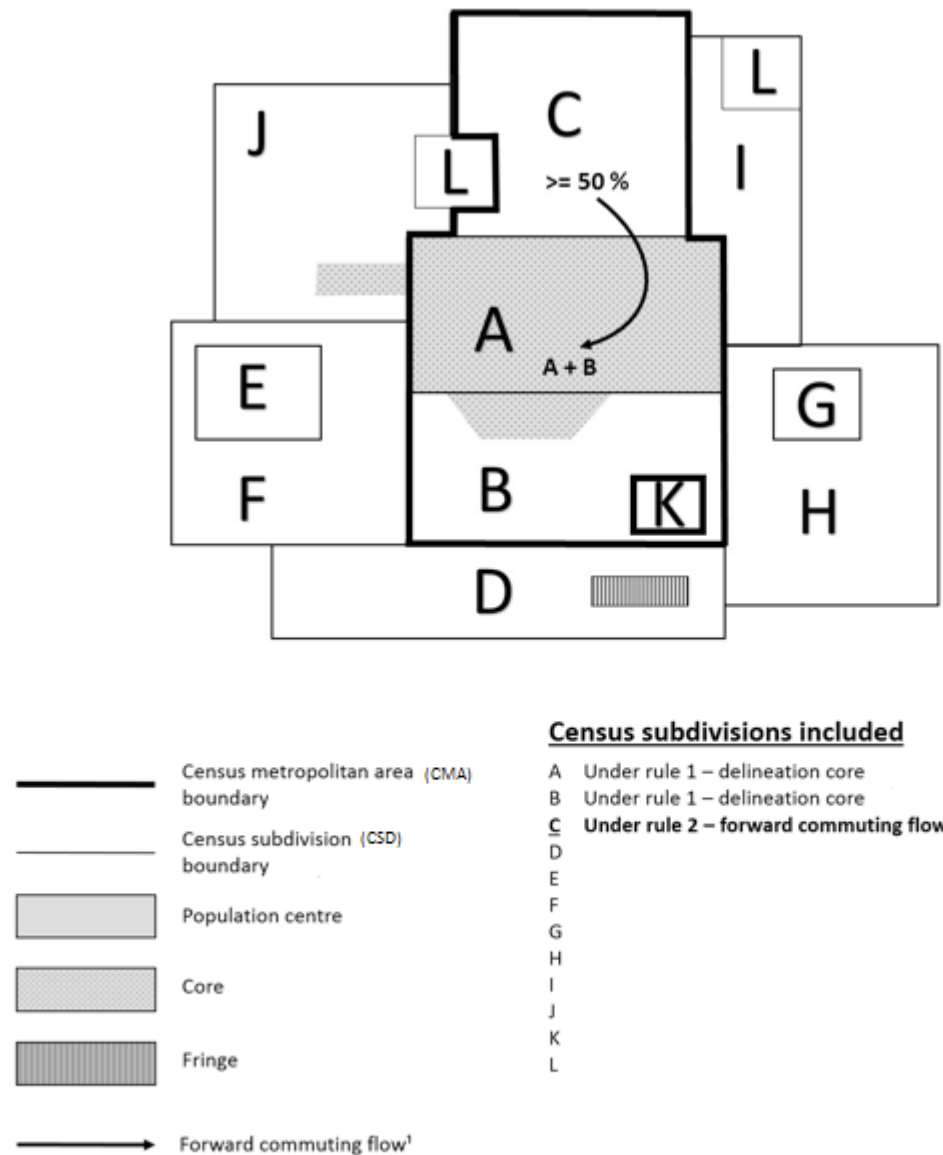 C
L
J
L
I
>= 50 %
A
A + B
E
G
B
K
F
H
D
Census metropolitan area (CMA)
boundary
Census subdivision (CSD)
boundary
Population centre
Core
Fringe
Forward commuting flow¹
Census subdivisions included
A Under rule 1 – delineation core
B Under rule 1 – delineation core
C Under rule 2 – forward commuting flow
D
E
F
G
H
I
J
K
L